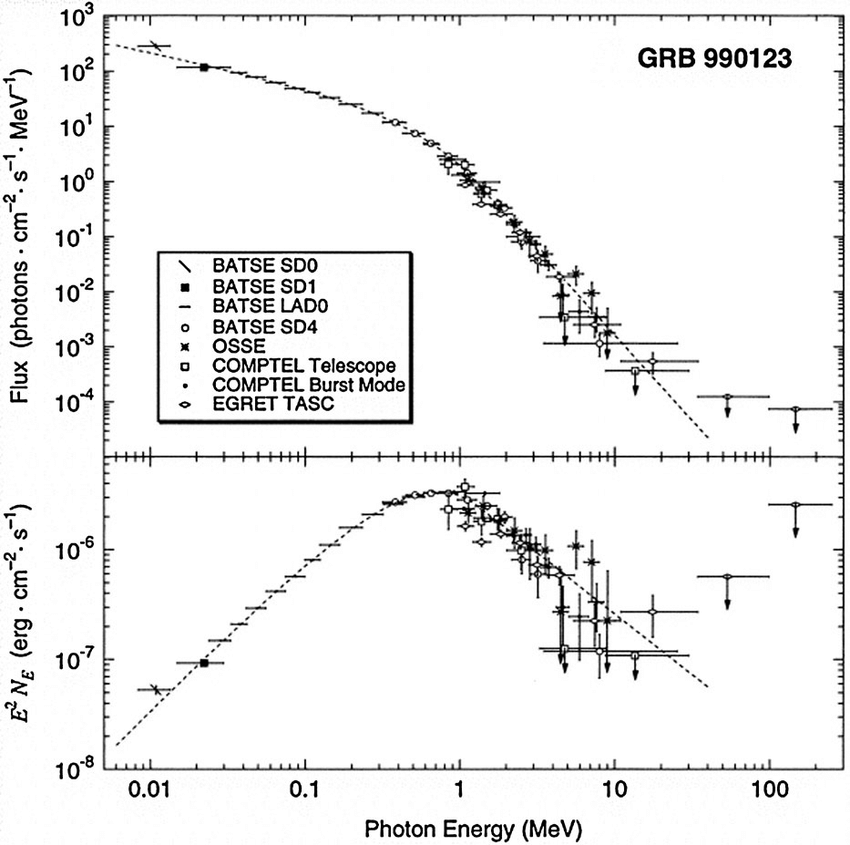 GRB 990123
Flux (photons · cm⁻² · s⁻¹ · MeV⁻¹)
10³
10²
10¹
10⁰
10⁻¹
10⁻²
10⁻³
10⁻⁴
BATSE SD0
BATSE SD1
BATSE LAD0
BATSE SD4
OSSE
COMPTEL Telescope
COMPTEL Burst Mode
EGRET TASC
E² N_E (erg · cm⁻² · s⁻¹)
10⁻⁶
10⁻⁷
10⁻⁸
0.01 0.1 1 10 100
Photon Energy (MeV)